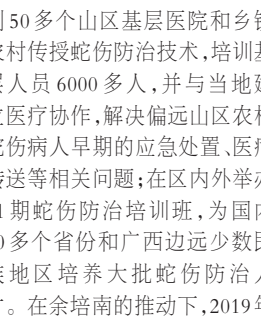 到50多个山区基层医院和乡镇
农村传授蛇伤防治技术，培训基
层人员6000多人，并与当地建
立医疗协作，解决偏远山区农村
蛇伤病人早期的应急处置、医疗
转送等相关问题；在区内外举办
期蛇伤防治培训班，为国内
0多个省份和广西边远少数民
族地区培养大批蛇伤防治人
。在余培南的推动下，2019年